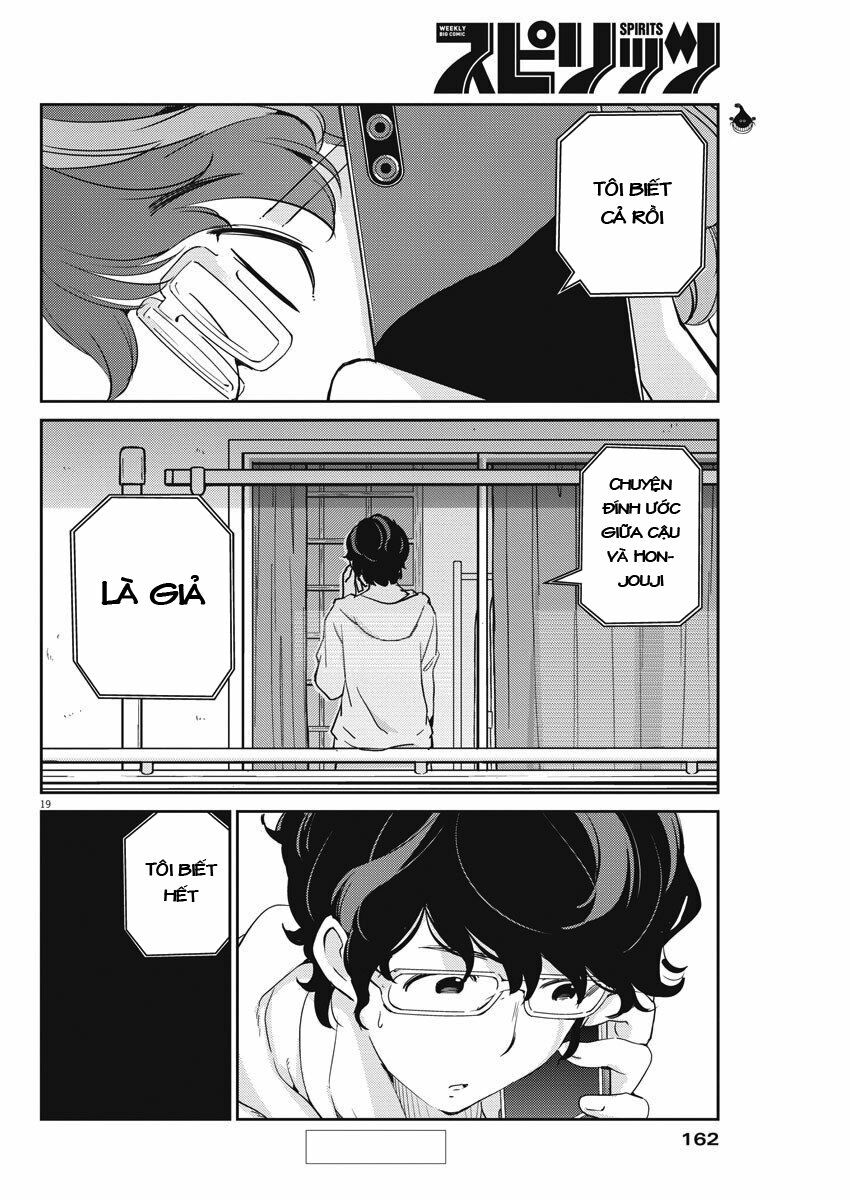 WEEKLY
BIG COMIC
SPIRITS
スピリッツ
TÔI BIẾT
CẢ RỒI
CHUYỆN
ĐÍNH ƯỚC
GIỮA CẬU
VÀ HON-
JOUJI
LÀ GIẢ
19
TÔI BIẾT
HẾT
162